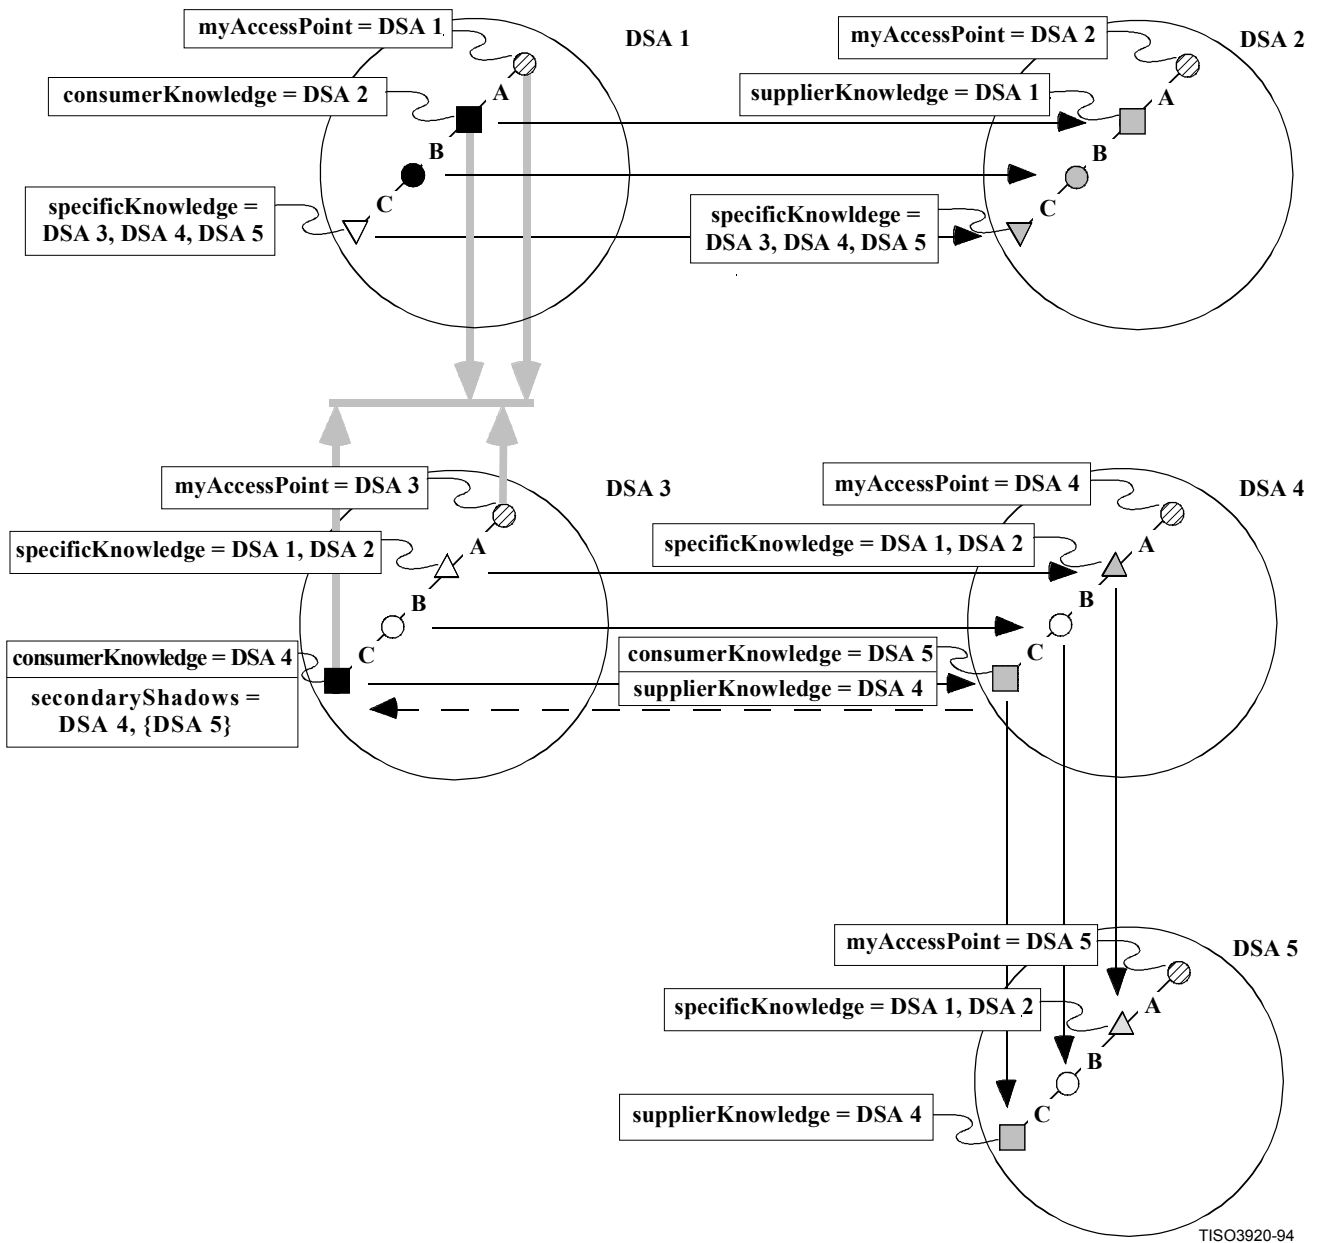 myAccessPoint = DSA 1
DSA 1
myAccessPoint = DSA 2
DSA 2
consumerKnowledge = DSA 2
A
supplierKnowledge = DSA 1
A
B
B
specificKnowledge =
DSA 3, DSA 4, DSA 5
C
specificKnowldege =
DSA 3, DSA 4, DSA 5
C
myAccessPoint = DSA 3
DSA 3
myAccessPoint = DSA 4
DSA 4
specificKnowledge = DSA 1, DSA 2
A
specificKnowledge = DSA 1, DSA 2
A
B
B
consumerKnowledge = DSA 4
C
consumerKnowledge = DSA 5
C
secondaryShadows =
DSA 4, {DSA 5}
supplierKnowledge = DSA 4
myAccessPoint = DSA 5
DSA 5
specificKnowledge = DSA 1, DSA 2
A
B
supplierKnowledge = DSA 4
C
TISO3920-94